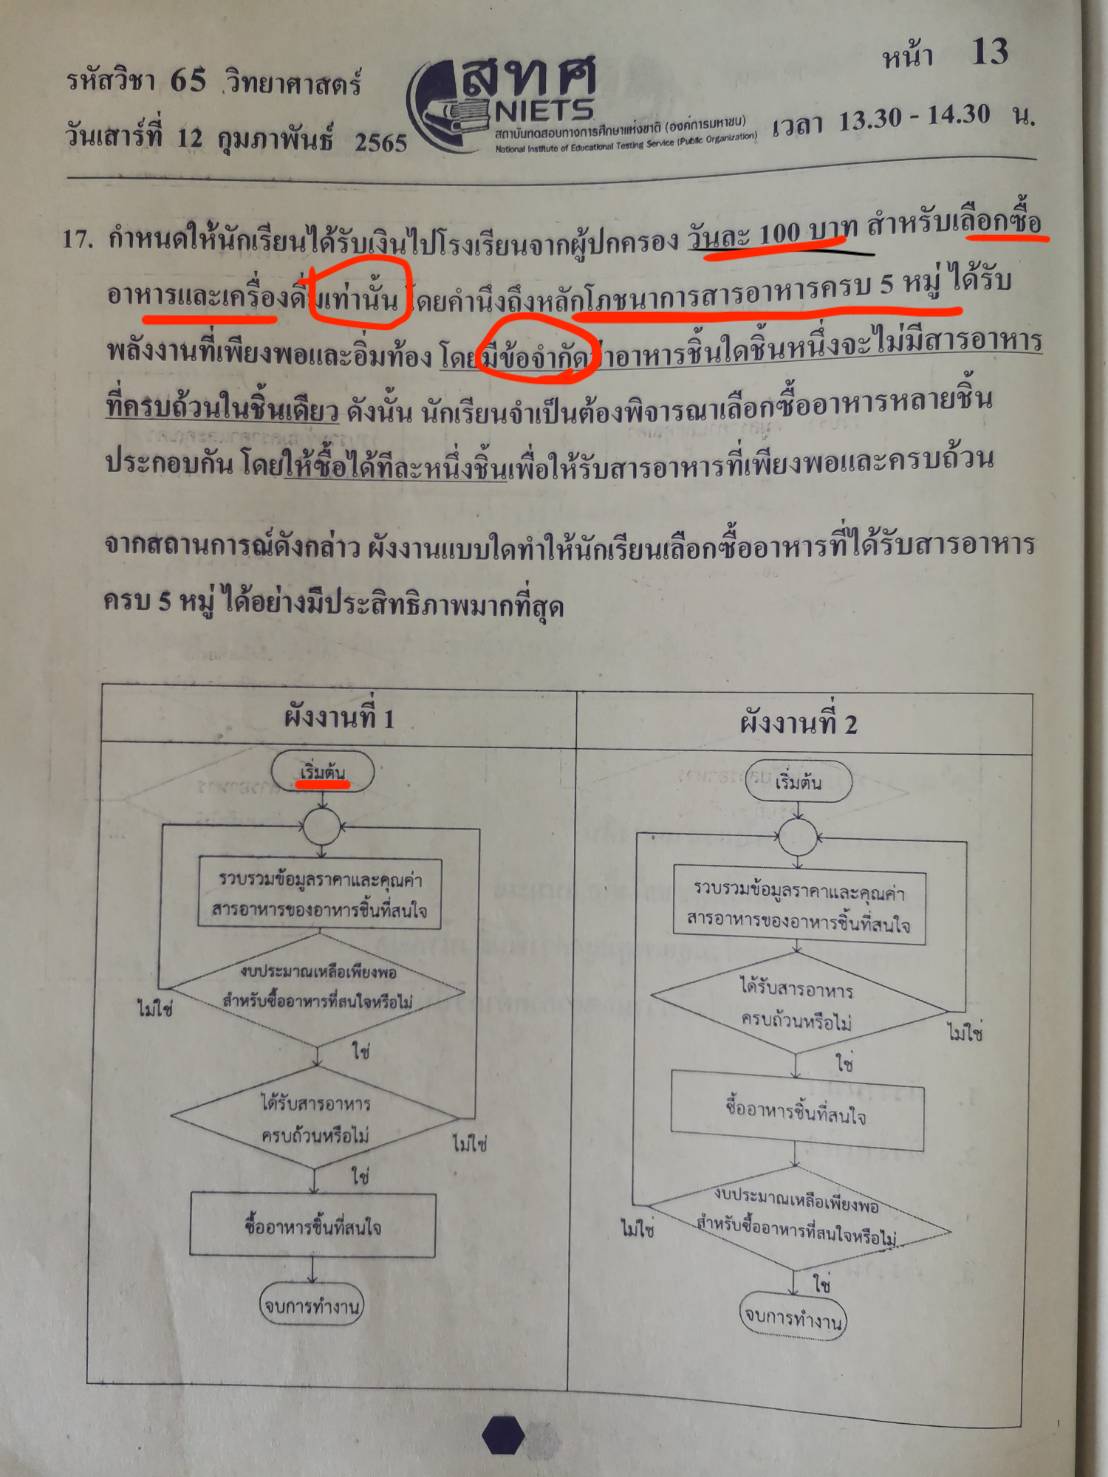 รหัสวิชา 65 วิทยาศาสตร์
วันเสาร์ที่ 12 กุมภาพันธ์ 2565
สทศ
NIETS
สถาบันทดสอบทางการศึกษาแห่งชาติ (องค์การมหาชน)
National Institute of Educational Testing Service (Public Organization)
หน้า 13
เวลา 13.30 - 14.30 น.
17. กำหนดให้นักเรียนได้รับเงินไปโรงเรียนจากผู้ปกครอง วันละ 100 บาท สำหรับเลือกซื้อ
อาหารและเครื่องดื่มเท่านั้น โดยคำนึงถึงหลักโภชนาการสารอาหารครบ 5 หมู่ ได้รับ
พลังงานที่เพียงพอและอิ่มท้อง โดยมีข้อจำกัดว่าอาหารชิ้นใดชิ้นหนึ่งจะไม่มีสารอาหาร
ที่ครบถ้วนในชิ้นเดียว ดังนั้น นักเรียนจำเป็นต้องพิจารณาเลือกซื้ออาหารหลายชิ้น
ประกอบกัน โดยให้ซื้อได้ทีละหนึ่งชิ้นเพื่อให้รับสารอาหารที่เพียงพอและครบถ้วน
จากสถานการณ์ดังกล่าว ผังงานแบบใดทำให้นักเรียนเลือกซื้ออาหารที่ได้รับสารอาหาร
ครบ 5 หมู่ ได้อย่างมีประสิทธิภาพมากที่สุด
ผังงานที่ 1
เริ่มต้น
รวบรวมข้อมูลราคาและคุณค่า
สารอาหารของอาหารชิ้นที่สนใจ
งบประมาณเหลือเพียงพอ
สำหรับซื้ออาหารที่สนใจหรือไม่
ไม่ใช่
ใช่
ได้รับสารอาหาร
ครบถ้วนหรือไม่
ไม่ใช่
ใช่
ซื้ออาหารชิ้นที่สนใจ
จบการทำงาน
ผังงานที่ 2
เริ่มต้น
รวบรวมข้อมูลราคาและคุณค่า
สารอาหารของอาหารชิ้นที่สนใจ
ได้รับสารอาหาร
ครบถ้วนหรือไม่
ไม่ใช่
ใช่
ซื้ออาหารชิ้นที่สนใจ
งบประมาณเหลือเพียงพอ
สำหรับซื้ออาหารที่สนใจหรือไม่
ไม่ใช่
ใช่
จบการทำงาน